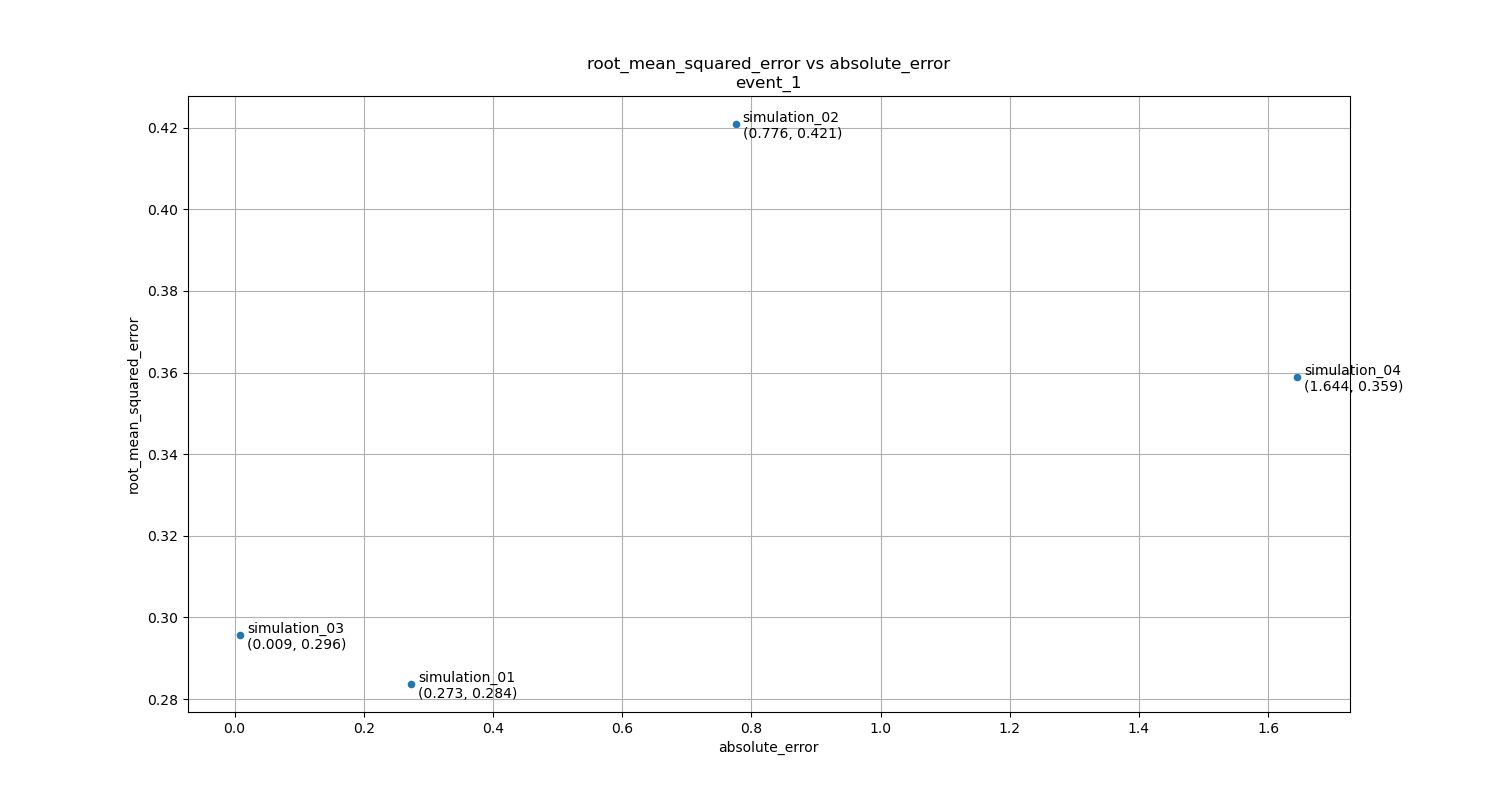 root_mean_squared_error vs absolute_error
event_1
root_mean_squared_error
0.42
0.40
0.38
0.36
0.34
0.32
0.30
0.28
simulation_02
(0.776, 0.421)
simulation_04
(1.644, 0.359)
simulation_03
(0.009, 0.296)
simulation_01
(0.273, 0.284)
0.0
0.2
0.4
0.6
0.8
1.0
1.2
1.4
1.6
absolute_error